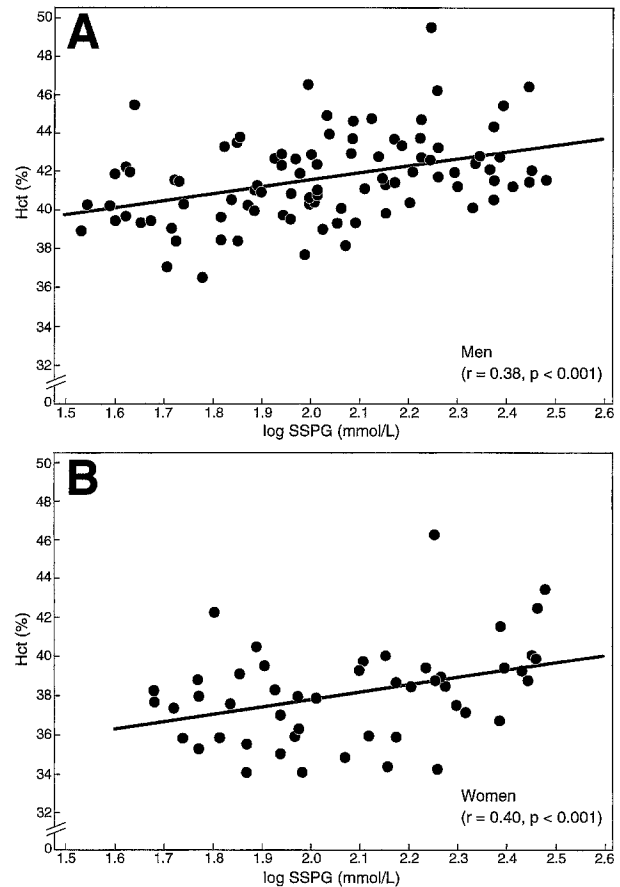 A
50
48
46
44
42
40
38
36
34
32
0
Hct (%)
Men
(r = 0.38, p < 0.001)
1.5 1.6 1.7 1.8 1.9 2.0 2.1 2.2 2.3 2.4 2.5 2.6
log SSPG (mmol/L)
B
50
48
46
44
42
40
38
36
34
32
0
Hct (%)
Women
(r = 0.40, p < 0.001)
1.5 1.6 1.7 1.8 1.9 2.0 2.1 2.2 2.3 2.4 2.5 2.6
log SSPG (mmol/L)